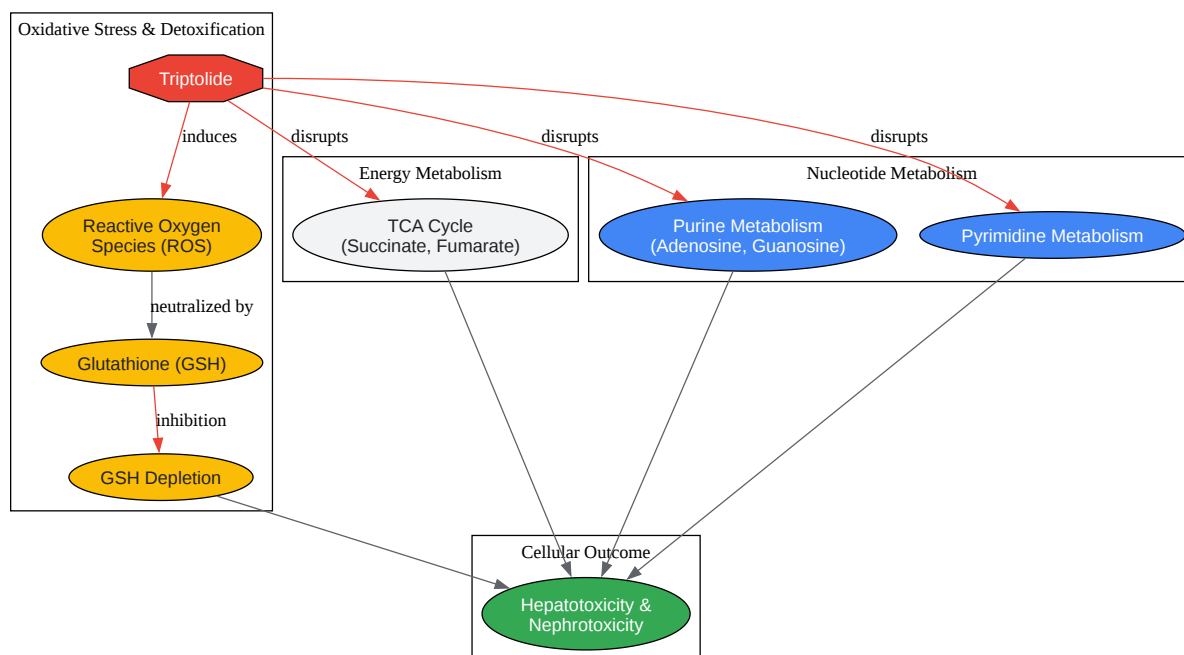 Oxidative Stress & Detoxification
Triptolide
induces
disrupts
disrupts
disrupts
Energy Metabolism
Nucleotide Metabolism
Reactive Oxygen
Species (ROS)
TCA Cycle
(Succinate, Fumarate)
Purine Metabolism
(Adenosine, Guanosine)
Pyrimidine Metabolism
neutralized by
Glutathione (GSH)
inhibition
GSH Depletion
Cellular Outcome
Hepatotoxicity &
Nephrotoxicity